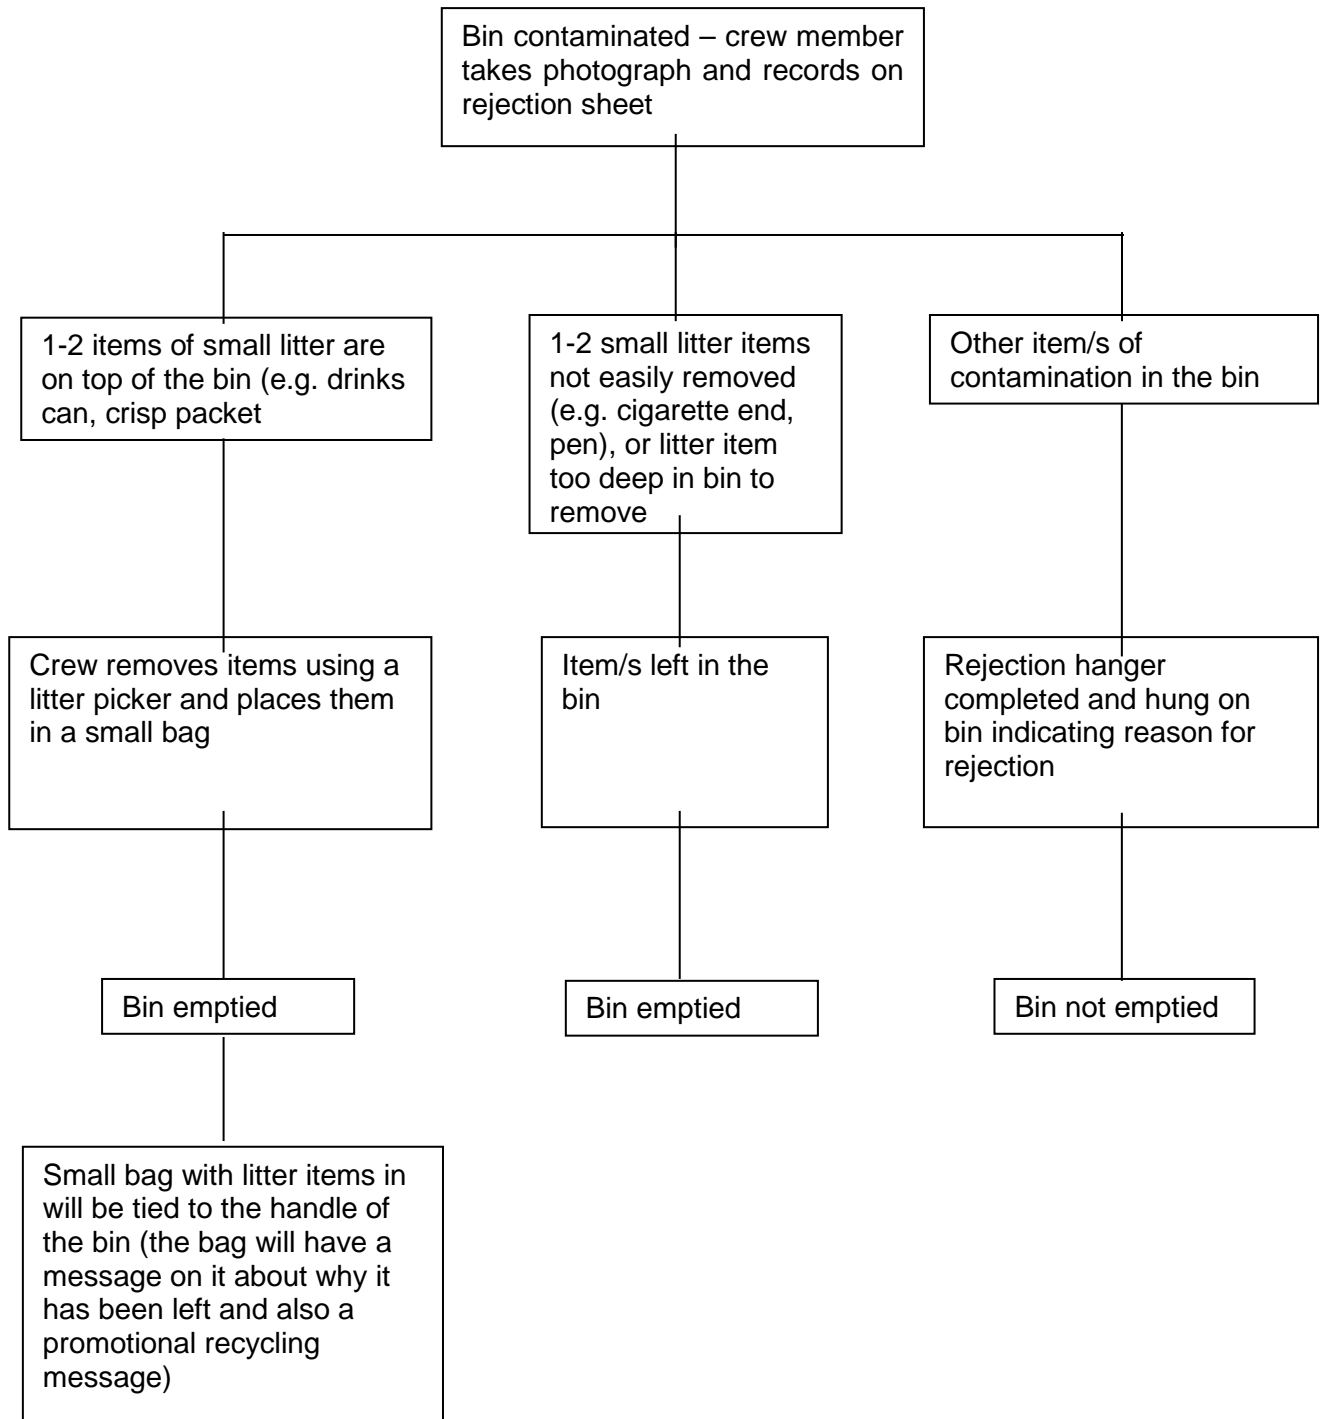 Bin contaminated – crew member
takes photograph and records on
rejection sheet
1-2 items of small litter are
on top of the bin (e.g. drinks
can, crisp packet
1-2 small litter items
not easily removed
(e.g. cigarette end,
pen), or litter item
too deep in bin to
remove
Other item/s of
contamination in the bin
Crew removes items using a
litter picker and places them
in a small bag
Item/s left in the
bin
Rejection hanger
completed and hung on
bin indicating reason for
rejection
Bin emptied
Bin emptied
Bin not emptied
Small bag with litter items in
will be tied to the handle of
the bin (the bag will have a
message on it about why it
has been left and also a
promotional recycling
message)